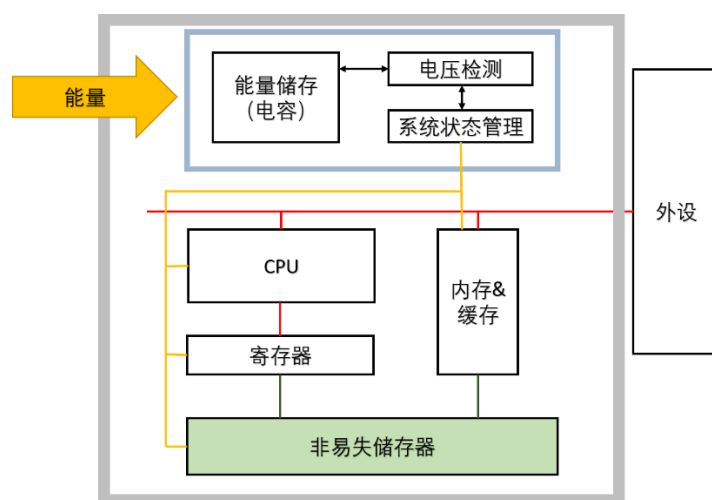 能量
能量储存
(电容)
电压检测
系统状态管理
外设
CPU
内存&
缓存
寄存器
非易失储存器